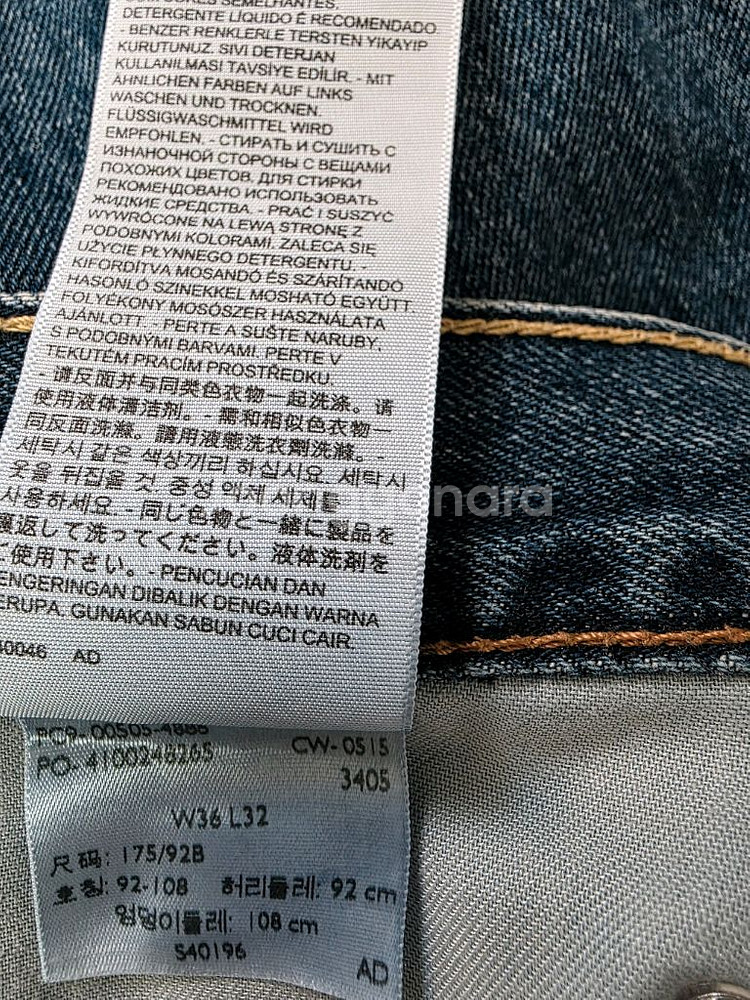 CORES SEMELHANTES.
DETERGENTE LÍQUIDO É RECOMENDADO.
- BENZER RENKLERLE TERSTEN YIKAYIP
KURUTUNUZ. SIVI DETERJAN
KULLANILMASI TAVSİYE EDİLİR. - MIT
ÄHNLICHEN FARBEN AUF LINKS
WASCHEN UND TROCKNEN.
FLÜSSIGWASCHMITTEL WIRD
EMPFOHLEN. - СТИРАТЬ И СУШИТЬ С
ИЗНАНОЧНОЙ СТОРОНЫ С ВЕЩАМИ
ПОХОЖИХ ЦВЕТОВ. ДЛЯ СТИРКИ
РЕКОМЕНДОВАНО ИСПОЛЬЗОВАТЬ
ЖИДКИЕ СРЕДСТВА. - PRAĆ I SUSZYĆ
WYWRÓCONE NA LEWĄ STRONĘ Z
PODOBNYMI KOLORAMI. ZALECA SIĘ
UŻYCIE PŁYNNEGO DETERGENTU. -
KIFORDÍTVA MOSANDÓ ÉS SZÁRÍTANDÓ
HASONLÓ SZINEKKEL MOSHATÓ EGYÜTT.
FOLYÉKONY MOSÓSZER HASZNÁLATA
AJÁNLOTT. - PERTE A SUŠTE NARUBY,
S PODOBNÝMI BARVAMI. PERTE V
TEKUTÉM PRACÍM PROSTŘEDKU.
- 请反面并与同类色衣物一起洗涤。请
使用液体清洁剂。- 需和相似色衣物一
同反面洗滌。請用液態洗衣劑洗滌。-
세탁시 같은 색상끼리 하십시요. 세탁시
옷을 뒤집을 것. 중성 액체 세제를
사용하세요. - 同じ色物と一緒に製品を
裏返して洗ってください。液体洗剤を
使用下さい。- PENCUCIAN DAN
ENGERINGAN DIBALIK DENGAN WARNA
ERUPA. GUNAKAN SABUN CUCI CAIR.
40046 AD
PC9-00505-4886
PO- 4100248265 CW- 0515
3405
W36 L32
尺码: 175/92B
호칭: 92-108 허리둘레: 92 cm
엉덩이둘레: 108 cm
S40196
AD